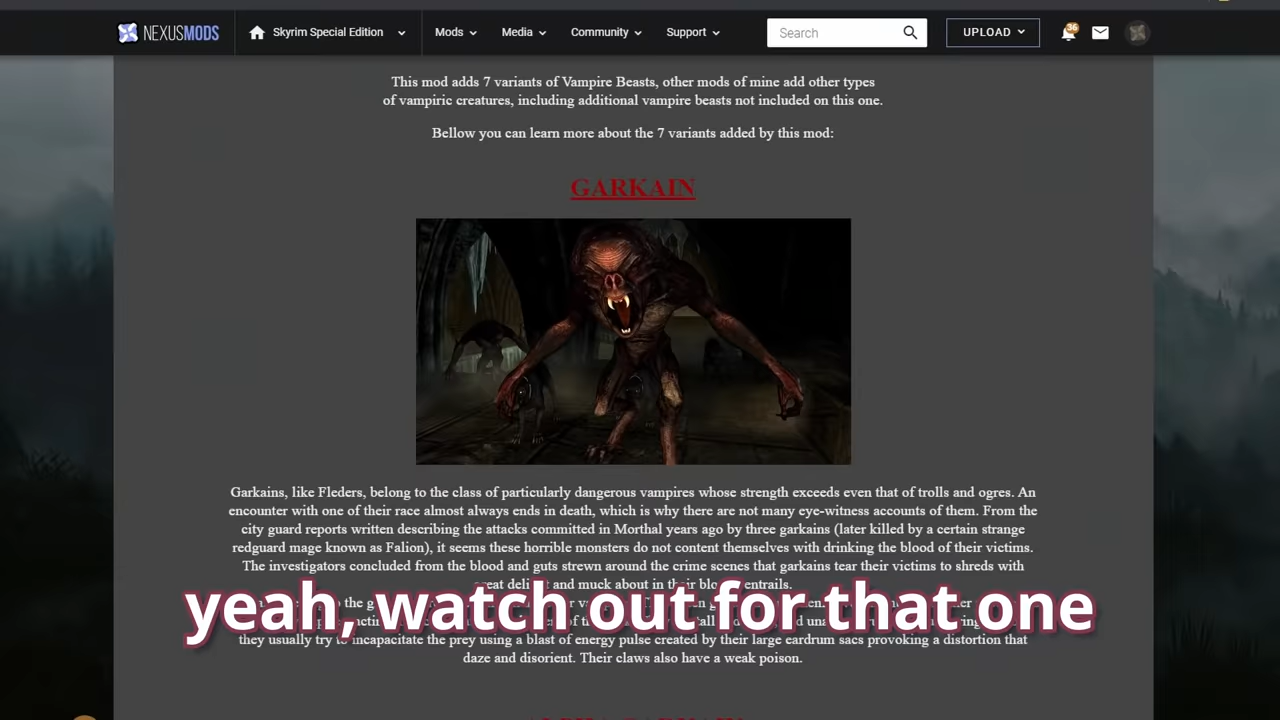 NEXUSMODS Skyrim Special Edition Mods Media Community Support Search UPLOAD 36
This mod adds 7 variants of Vampire Beasts, other mods of mine add other types
of vampiric creatures, including additional vampire beasts not included on this one.
Bellow you can learn more about the 7 variants added by this mod:
GARKAIN
Garkains, like Fleders, belong to the class of particularly dangerous vampires whose strength exceeds even that of trolls and ogres. An
encounter with one of their race almost always ends in death, which is why there are not many eye-witness accounts of them. From the
city guard reports written describing the attacks committed in Morthal years ago by three garkains (later killed by a certain strange
redguard mage known as Falion), it seems these horrible monsters do not content themselves with drinking the blood of their victims.
The investigators concluded from the blood and guts strewn around the crime scenes that garkains tear their victims to shreds with
great delight and muck about in their bloody entrails.
yeah, watch out for that one
they usually try to incapacitate the prey using a blast of energy pulse created by their large eardrum sacs provoking a distortion that
daze and disorient. Their claws also have a weak poison.